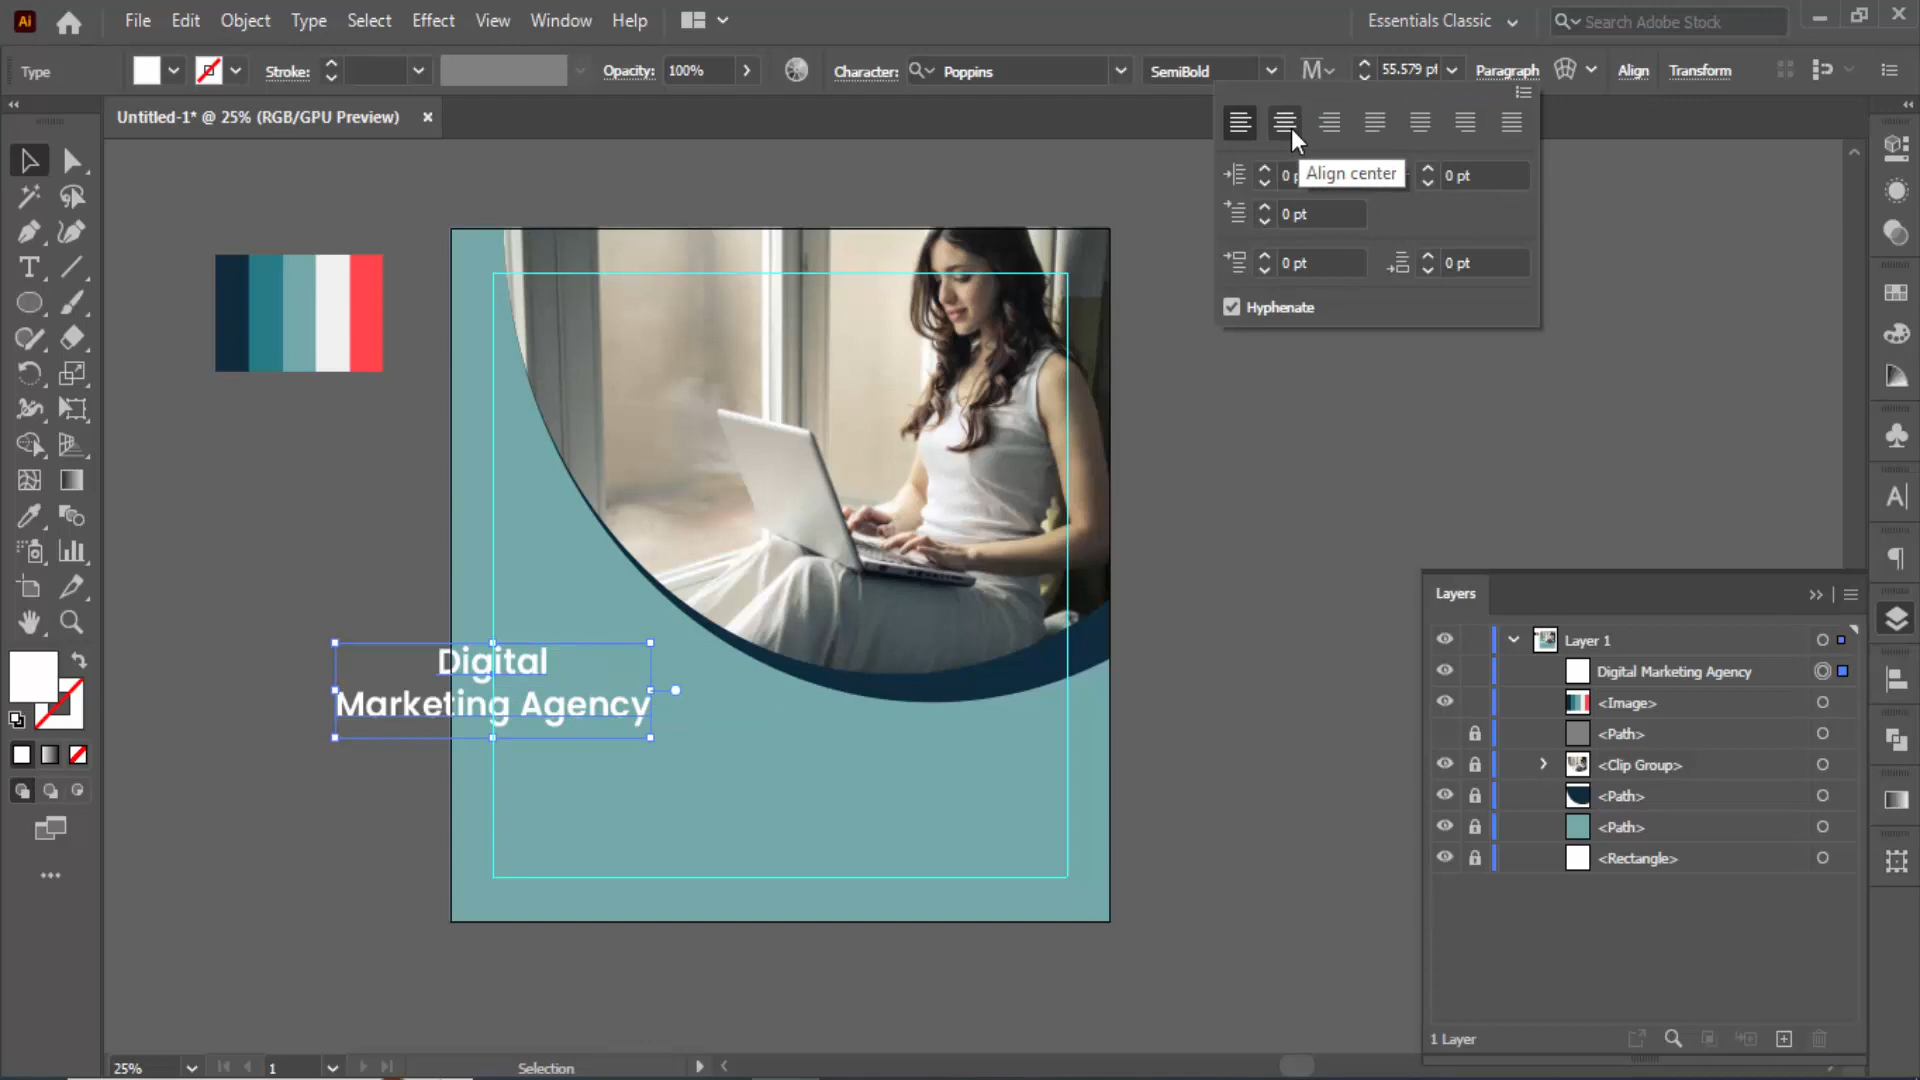 Ai File Edit Object Type Select Effect View Window Help Essentials Classic Search Adobe Stock
Type Stroke: Opacity: 100% Character: Poppins SemiBold 55.579 pt Paragraph Align Transform
Untitled-1* @ 25% (RGB/GPU Preview)
0 p Align center 0 pt
0 pt
0 pt 0 pt
Hyphenate
Digital
Marketing Agency
Layers
Layer 1
Digital Marketing Agency
<Image>
<Path>
<Clip Group>
<Path>
<Path>
<Rectangle>
1 Layer
25% 1 Selection